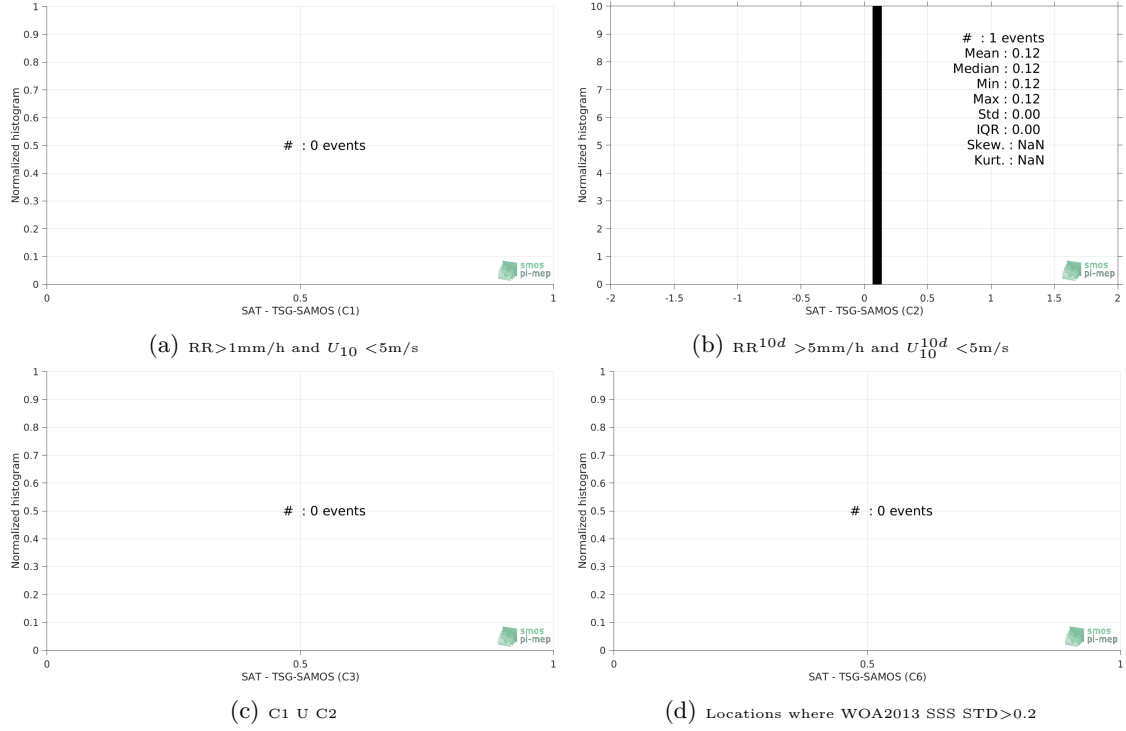 1
0.9
0.8
0.7
0.6
0.5
0.4
0.3
0.2
0.1
0
Normalized histogram
# : 0 events
smos
pi-mep
0 0.5 1
SAT - TSG-SAMOS (C1)
(a) RR>1mm/h and U10 <5m/s
10
9
8
7
6
5
4
3
2
1
0
Normalized histogram
# : 1 events
Mean : 0.12
Median : 0.12
Min : 0.12
Max : 0.12
Std : 0.00
IQR : 0.00
Skew. : NaN
Kurt. : NaN
smos
pi-mep
-2 -1.5 -1 -0.5 0 0.5 1 1.5 2
SAT - TSG-SAMOS (C2)
(b) RR10d >5mm/h and U10d10 <5m/s
1
0.9
0.8
0.7
0.6
0.5
0.4
0.3
0.2
0.1
0
Normalized histogram
# : 0 events
smos
pi-mep
0 0.5 1
SAT - TSG-SAMOS (C3)
(c) C1 U C2
1
0.9
0.8
0.7
0.6
0.5
0.4
0.3
0.2
0.1
0
Normalized histogram
# : 0 events
smos
pi-mep
0 0.5 1
SAT - TSG-SAMOS (C6)
(d) Locations where WOA2013 SSS STD>0.2